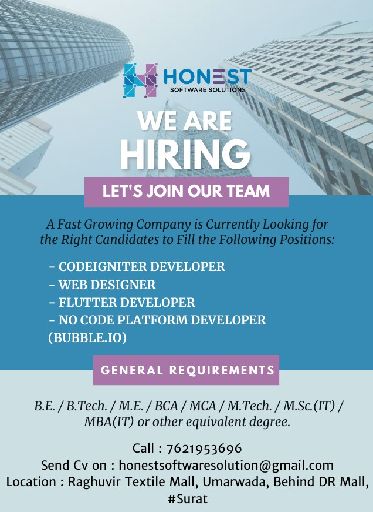 HONEST
SOFTWARE SOLUTIONS
WE ARE
HIRING
LET'S JOIN OUR TEAM
A Fast Growing Company is Currently Looking for
the Right Candidates to Fill the Following Positions:
- CODEIGNITER DEVELOPER
- WEB DESIGNER
- FLUTTER DEVELOPER
- NO CODE PLATFORM DEVELOPER
(BUBBLE.IO)
GENERAL REQUIREMENTS
B.E. / B.Tech. / M.E. / BCA / MCA / M.Tech. / M.Sc.(IT) /
MBA(IT) or other equivalent degree.
Call : 7621953696
Send Cv on : honestsoftwaresolution@gmail.com
Location : Raghuvir Textile Mall, Umarwada, Behind DR Mall,
#Surat